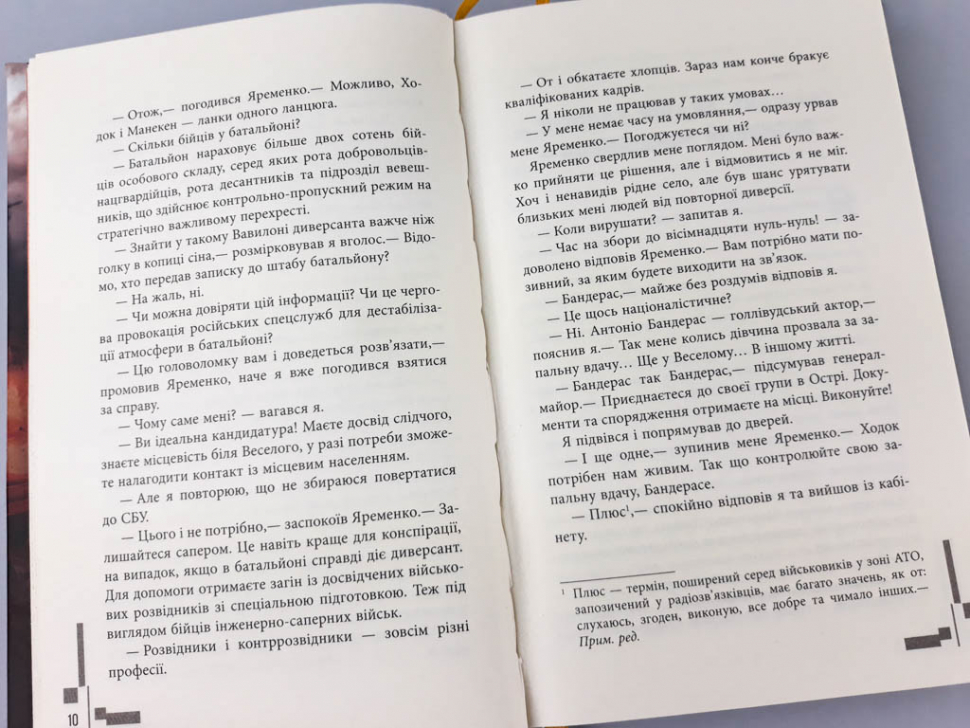 — Отож,— погодився Яременко.— Можливо, Хо-
док і Манекен — ланки одного ланцюга.
— Скільки бійців у батальйоні?
— Батальйон нараховує більше двох сотень бій-
ців особового складу, серед яких рота добровольців-
нацгвардійців, рота десантників та підрозділ вевеш-
ників, що здійснює контрольно-пропускний режим на
стратегічно важливому перехресті.
— Знайти у такому Вавилоні диверсанта важче ніж
голку в копиці сіна,— розмірковував я вголос.— Відо-
мо, хто передав записку до штабу батальйону?
— На жаль, ні.
— Чи можна довіряти цій інформації? Чи це черго-
ва провокація російських спецслужб для дестабіліза-
ції атмосфери в батальйоні?
— Цю головоломку вам і доведеться розв’язати,—
промовив Яременко, наче я вже погодився взятися
за справу.
— Чому саме мені? — вагався я.
— Ви ідеальна кандидатура! Маєте досвід слідчого,
знаєте місцевість біля Веселого, у разі потреби зможе-
те налагодити контакт із місцевим населенням.
— Але я повторюю, що не збираюся повертатися
до СБУ.
— Цього і не потрібно,— заспокоїв Яременко.— За-
лишайтеся сапером. Це навіть краще для конспірації,
на випадок, якщо в батальйоні справді діє диверсант.
Для допомоги отримаєте загін із досвідчених військо-
вих розвідників зі спеціальною підготовкою. Теж під
виглядом бійців інженерно-саперних військ.
— Розвідники і контррозвідники — зовсім різні
професії.
10
— От і обкатаєте хлопців. Зараз нам конче бракує
кваліфікованих кадрів.
— Я ніколи не працював у таких умовах…
— У мене немає часу на умовляння,— одразу урвав
мене Яременко.— Погоджуєтеся чи ні?
Яременко свердлив мене поглядом. Мені було важ-
ко прийняти це рішення, але і відмовитись я не міг.
Хоч і ненавидів рідне село, але був шанс урятувати
близьких мені людей від повторної диверсії.
— Коли вирушати? — запитав я.
— Час на збори до вісімнадцяти нуль-нуль! — за-
доволено відповів Яременко.— Вам потрібно мати по-
зивний, за яким будете виходити на зв’язок.
— Бандерас,— майже без роздумів відповів я.
— Це щось націоналістичне?
— Ні. Антоніо Бандерас — голлівудський актор,—
пояснив я.— Так мене колись дівчина прозвала за за-
пальну вдачу… Ще у Веселому… В іншому житті.
— Бандерас так Бандерас,— підсумував генерал-
майор.— Приєднаєтеся до своєї групи в Острі. Доку-
менти та спорядження отримаєте на місці. Виконуйте!
Я підвівся і попрямував до дверей.
— І ще одне,— зупинив мене Яременко.— Ходок
потрібен нам живим. Так що контролюйте свою за-
пальну вдачу, Бандерасе.
— Плюс¹,— спокійно відповів я та вийшов із кабі-
нету.
¹ Плюс — термін, поширений серед військовиків у зоні АТО,
запозичений у радіозв’язківців, має багато значень, як от:
слухаюсь, згоден, виконую, все добре та чимало інших.—
Прим. ред.